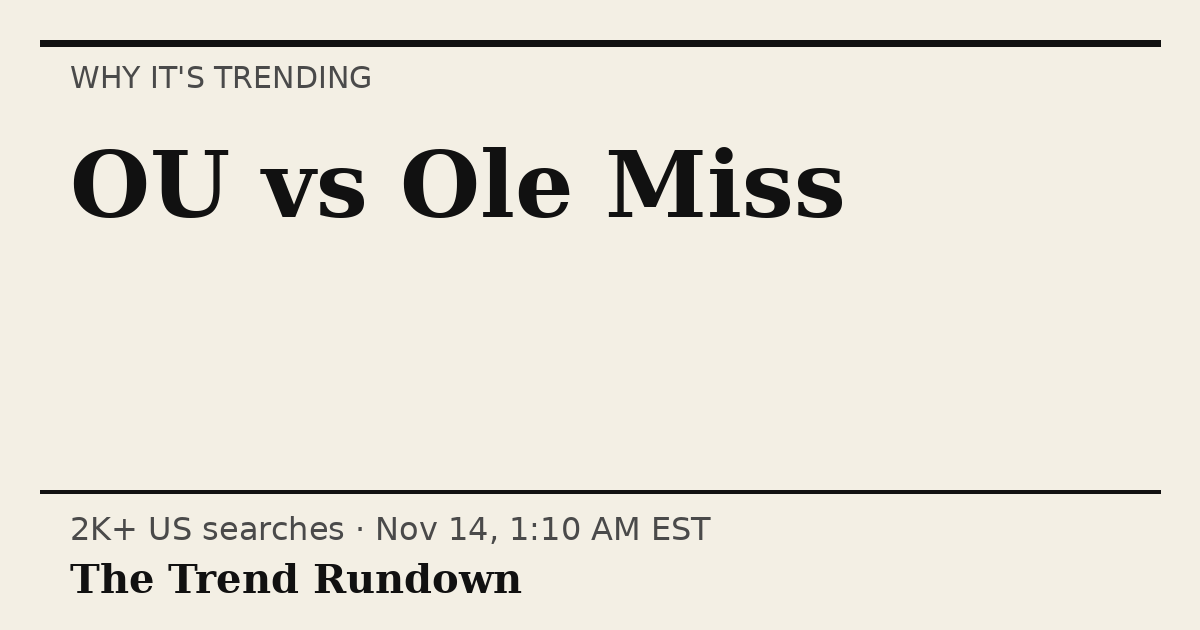 WHY IT'S TRENDING
OU vs Ole Miss
2K+ US searches · Nov 14, 1:10 AM EST
The Trend Rundown